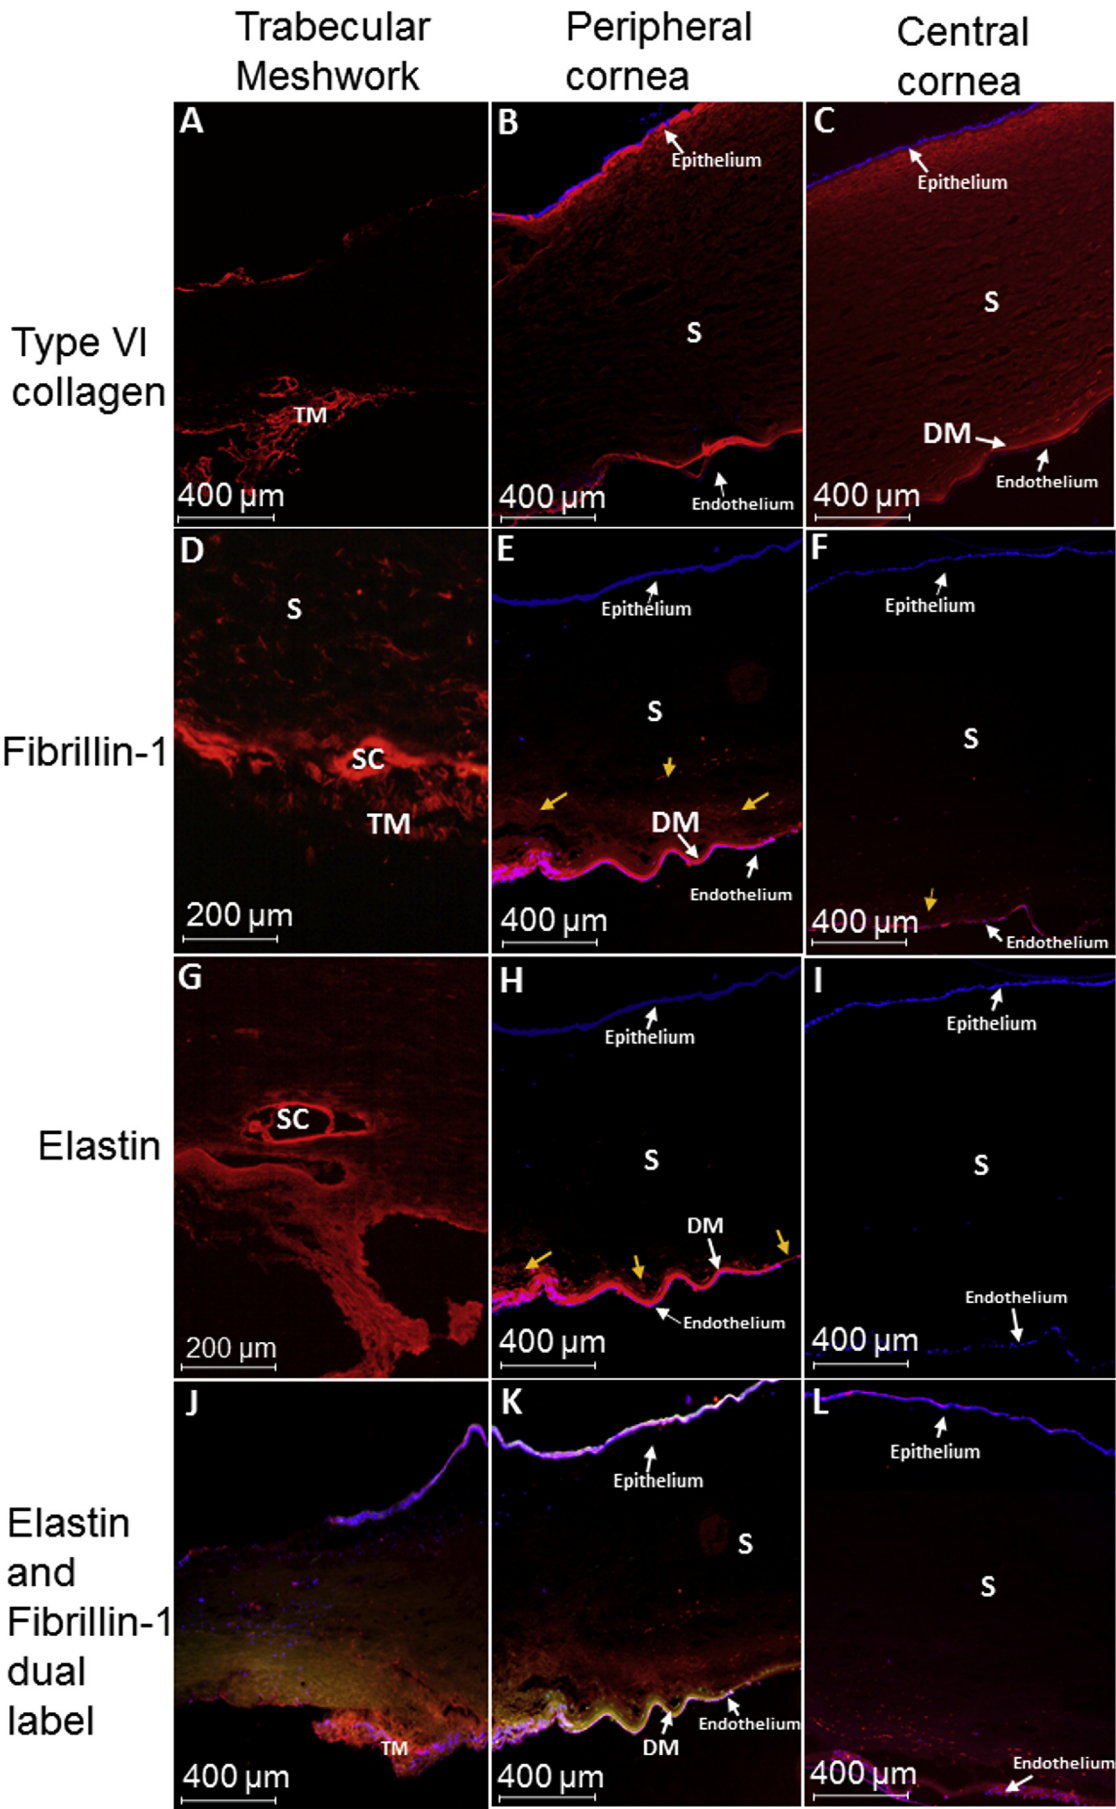 Trabecular
Meshwork
Peripheral
cornea
Central
cornea
Type VI
collagen
A
TM
400 µm
B
Epithelium
S
Endothelium
400 µm
C
Epithelium
S
DM
Endothelium
400 µm
Fibrillin-1
D
S
SC
TM
200 µm
E
Epithelium
S
DM
Endothelium
400 µm
F
Epithelium
S
400 µm
Endothelium
Elastin
G
SC
200 µm
H
Epithelium
S
DM
Endothelium
400 µm
I
Epithelium
S
Endothelium
400 µm
Elastin
and
Fibrillin-1
dual
label
J
TM
400 µm
K
Epithelium
S
Endothelium
DM
400 µm
L
Epithelium
S
Endothelium
400 µm